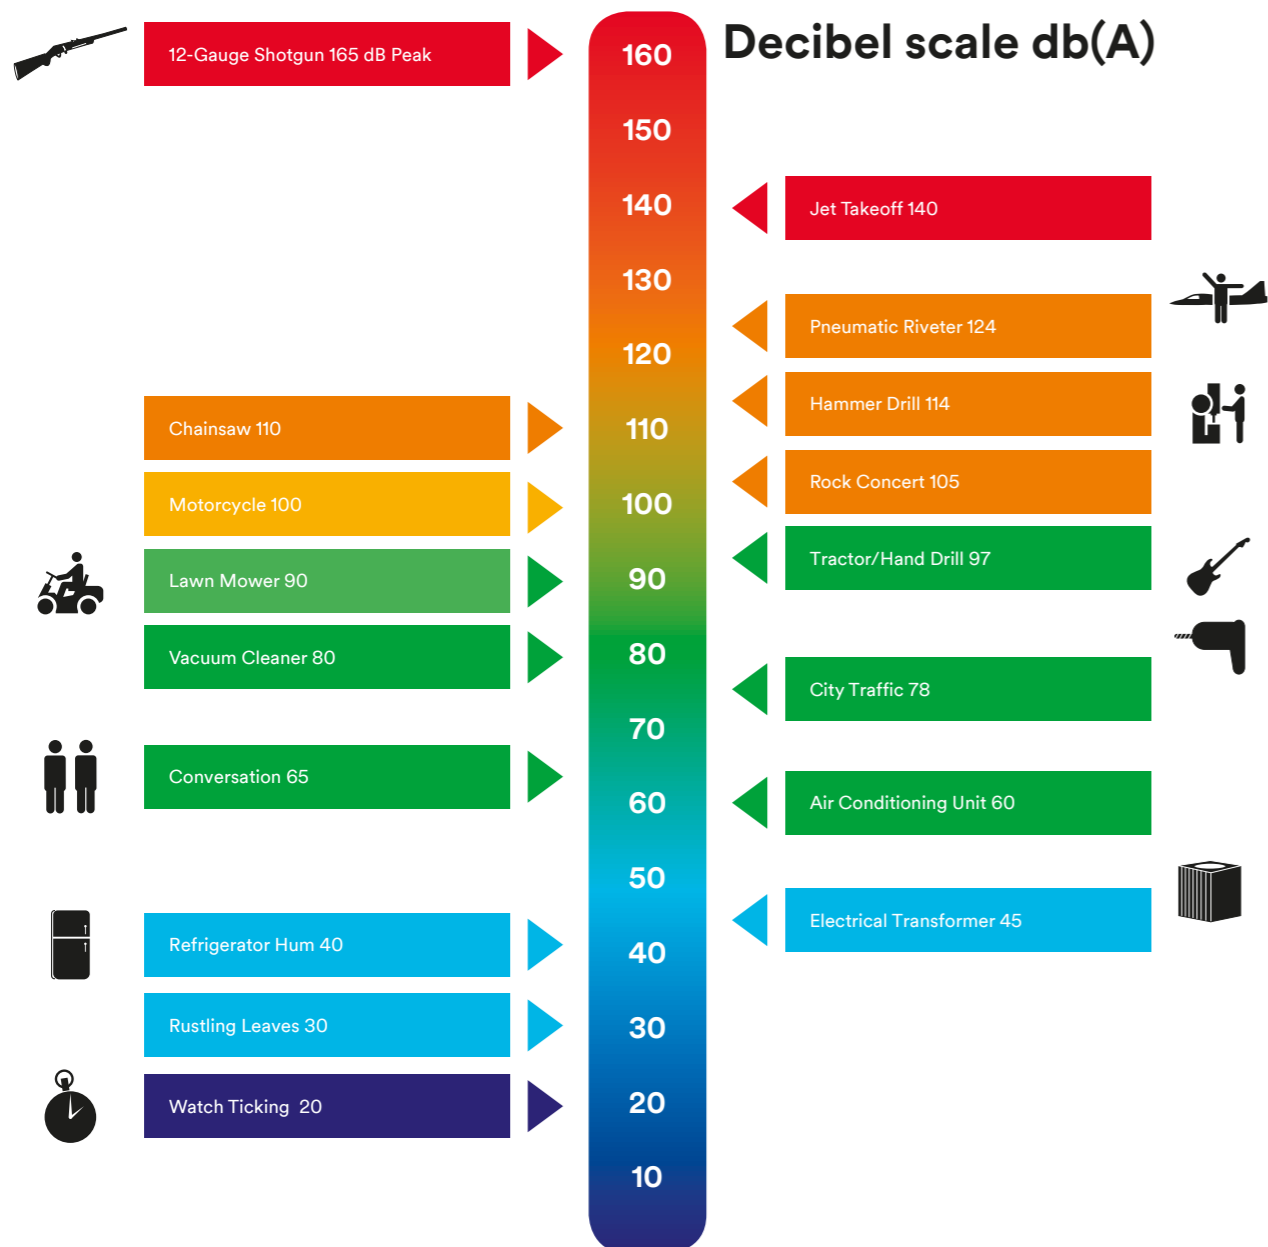 Decibel scale db(A)
12-Gauge Shotgun 165 dB Peak
Chainsaw 110
Motorcycle 100
Lawn Mower 90
Vacuum Cleaner 80
Conversation 65
Refrigerator Hum 40
Rustling Leaves 30
Watch Ticking 20
160
150
140
130
120
110
100
90
80
70
60
50
40
30
20
10
Jet Takeoff 140
Pneumatic Riveter 124
Hammer Drill 114
Rock Concert 105
Tractor/Hand Drill 97
City Traffic 78
Air Conditioning Unit 60
Electrical Transformer 45